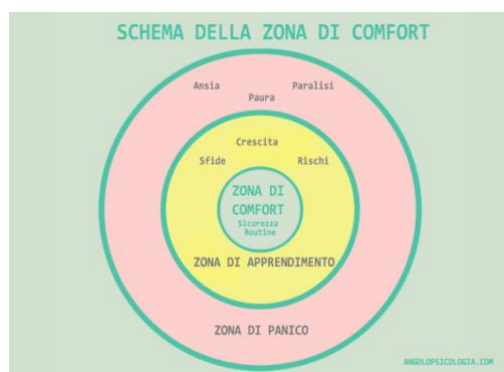 SCHEMA DELLA ZONA DI COMFORT
Ansia
Paralisi
Paura
Crescita
Sfide
Rischi
ZONA DI
COMFORT
Sicurezza
Routine
ZONA DI APPRENDIMENTO
ZONA DI PANICO
ANGOLOPSICOLOGIA.COM